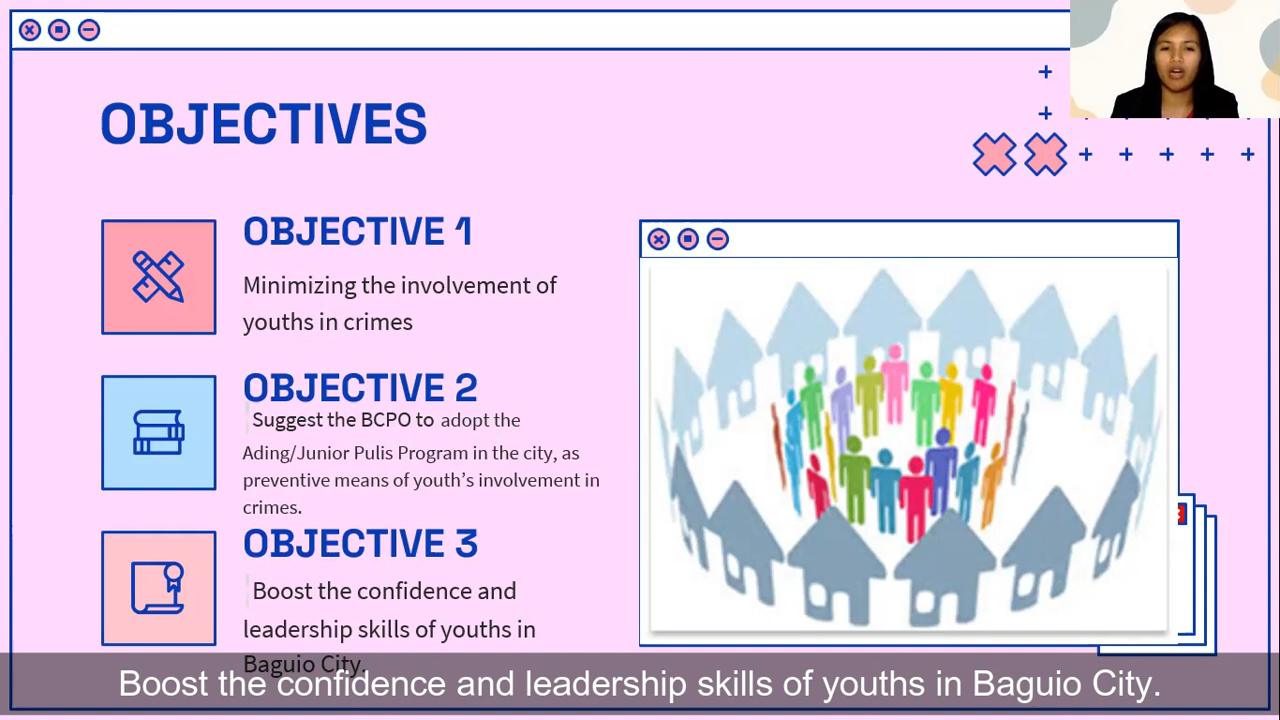 OBJECTIVES
OBJECTIVE 1
Minimizing the involvement of
youths in crimes
OBJECTIVE 2
Suggest the BCPO to adopt the
Ading/Junior Pulis Program in the city, as
preventive means of youth’s involvement in
crimes.
OBJECTIVE 3
Boost the confidence and
leadership skills of youths in
Baguio City.
Boost the confidence and leadership skills of youths in Baguio City.